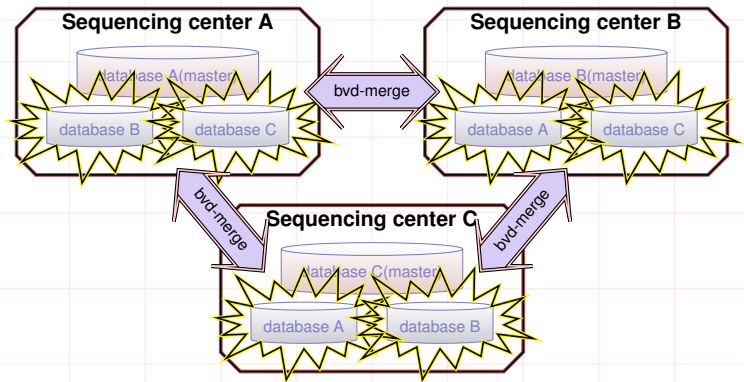 Sequencing center A
database A(master)
database B
database C
bvd-merge
Sequencing center B
database B(master)
database A
database C
bvd-merge
bvd-merge
Sequencing center C
database C(master)
database A
database B